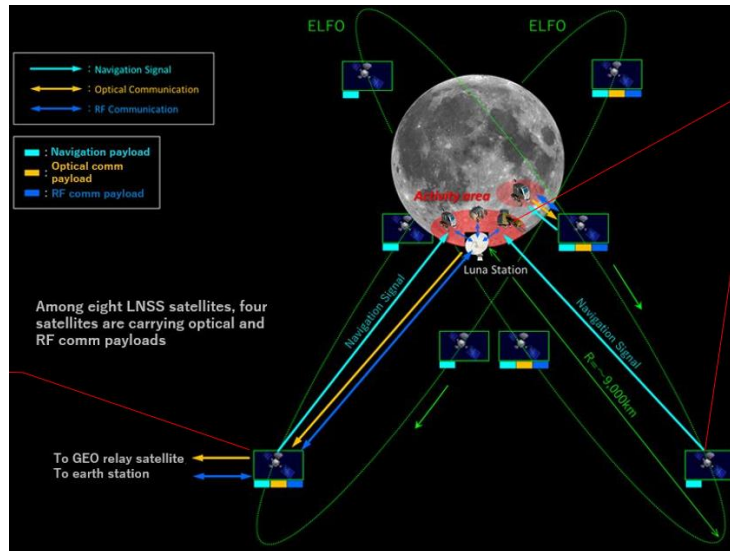 ELFO
ELFO
: Navigation Signal
: Optical Communication
: RF Communication
: Navigation payload
: Optical comm
payload
: RF comm payload
Activity area
Luna Station
Among eight LNSS satellites, four
satellites are carrying optical and
RF comm payloads
Navigation Signal
Navigation Signal
~9,000km
To GEO relay satellite
To earth station